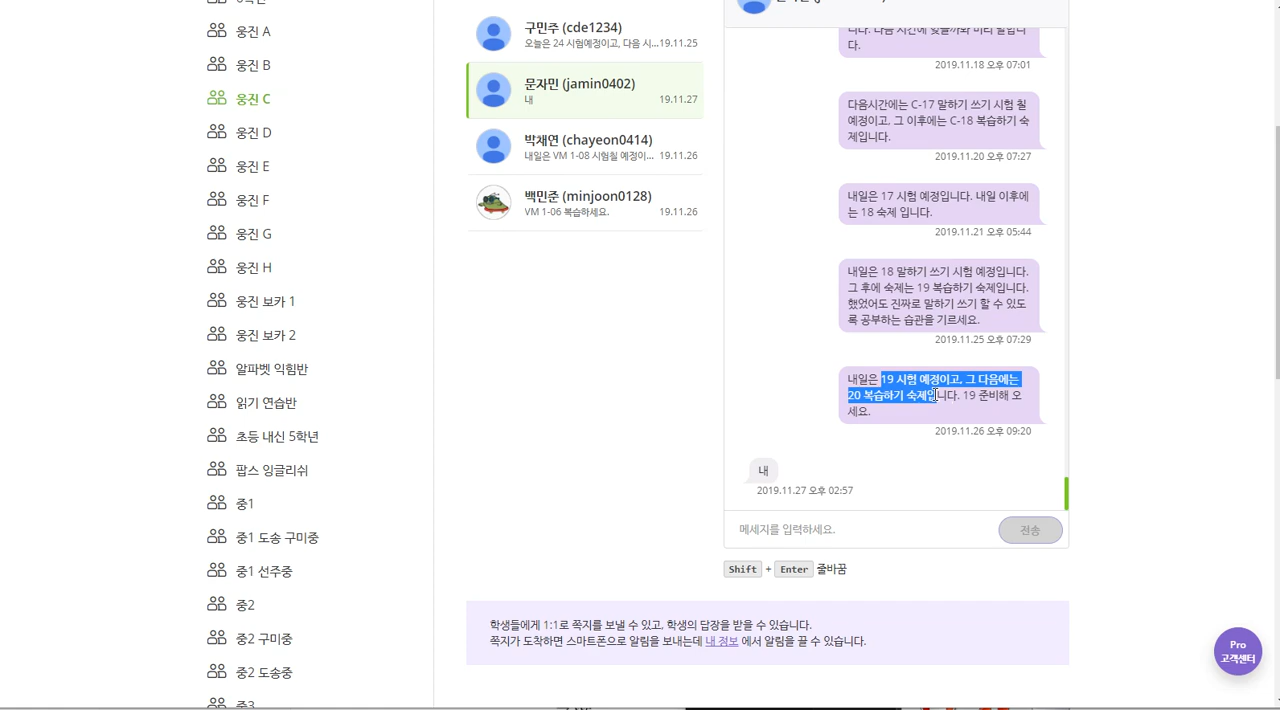 웅진 A
웅진 B
웅진 C
웅진 D
웅진 E
웅진 F
웅진 G
웅진 H
웅진 보카 1
웅진 보카 2
알파벳 익힘반
읽기 연습반
초등 내신 5학년
팝스 잉글리쉬
중1
중1 도송 구미중
중1 선주중
중2
중2 구미중
중2 도송중
중3
구민주 (cde1234)
오늘은 24 시험예정이고, 다음 시... 19.11.25
문자민 (jamin0402)
내 19.11.27
박채연 (chayeon0414)
내일은 VM 1-08 시험칠 예정이... 19.11.26
백민준 (minjoon0128)
VM 1-06 복습하세요. 19.11.26
니다. 다음 시간에 맞출까와 미리 말합니
다.
2019.11.18 오후 07:01
다음시간에는 C-17 말하기 쓰기 시험 칠
예정이고, 그 이후에는 C-18 복습하기 숙
제입니다.
2019.11.20 오후 07:27
내일은 17 시험 예정입니다. 내일 이후에
는 18 숙제 입니다.
2019.11.21 오후 05:44
내일은 18 말하기 쓰기 시험 예정입니다.
그 후에 숙제는 19 복습하기 숙제입니다.
했었어도 진짜로 말하기 쓰기 할 수 있도
록 공부하는 습관을 기르세요.
2019.11.25 오후 07:29
내일은 19 시험 예정이고, 그 다음에는
20 복습하기 숙제입니다. 19 준비해 오
세요.
2019.11.26 오후 09:20
내
2019.11.27 오후 02:57
메세지를 입력하세요.
전송
Shift + Enter 줄바꿈
학생들에게 1:1로 쪽지를 보낼 수 있고, 학생의 답장을 받을 수 있습니다.
쪽지가 도착하면 스마트폰으로 알림을 보내는데 내 정보 에서 알림을 끌 수 있습니다.
Pro
고객센터